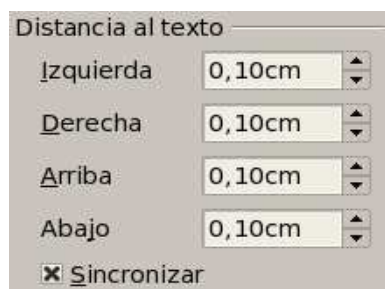 Distancia al texto
Izquierda 0,10cm
Derecha 0,10cm
Arriba 0,10cm
Abajo 0,10cm
Sincronizar